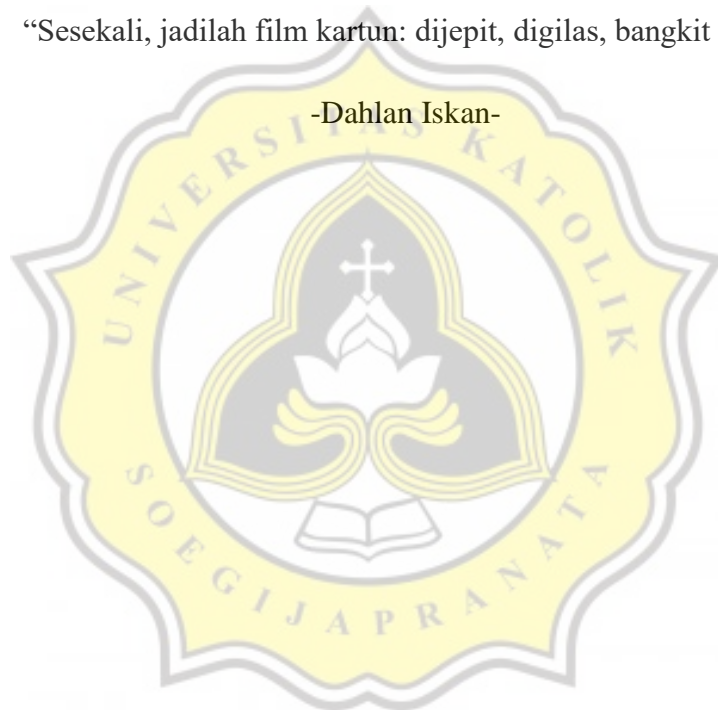 “Sesekali, jadilah film kartun: dijepit, digilas, bangkit
-Dahlan Iskan-
UNIVERSITAS KATOLIK
SOEGIJAPRANATA